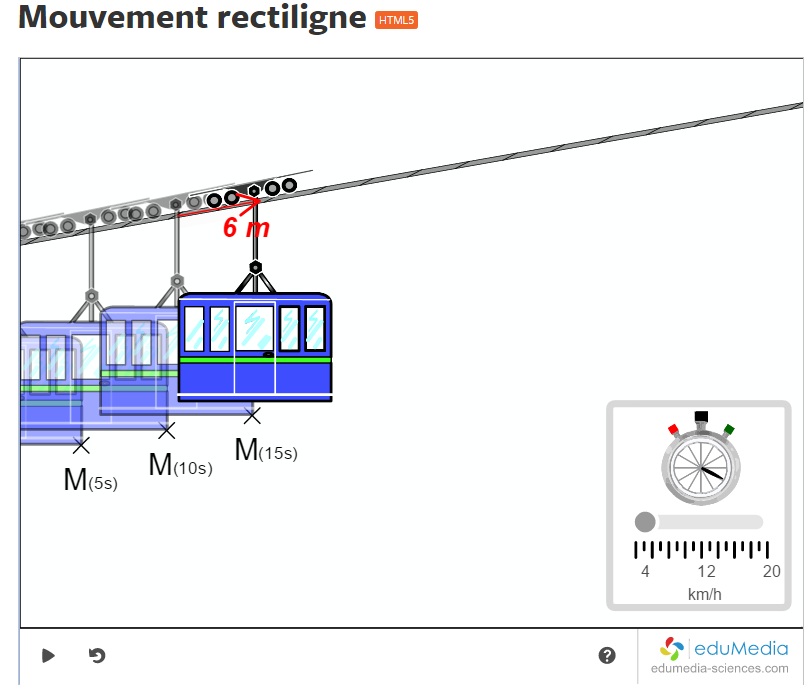 Mouvement rectiligne HTML5
6 m
M(5s)
M(10s)
M(15s)
4 12 20
km/h
eduMedia
edumedia-sciences.com